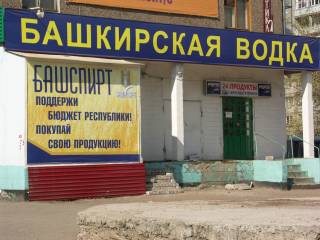 БАШКИРСКАЯ ВОДКА
БАШСПИРТ
ПОДДЕРЖИ
БЮДЖЕТ РЕСПУБЛИКИ!
ПОКУПАЙ
СВОЮ ПРОДУКЦИЮ!
24 ПРОДУКТЫ